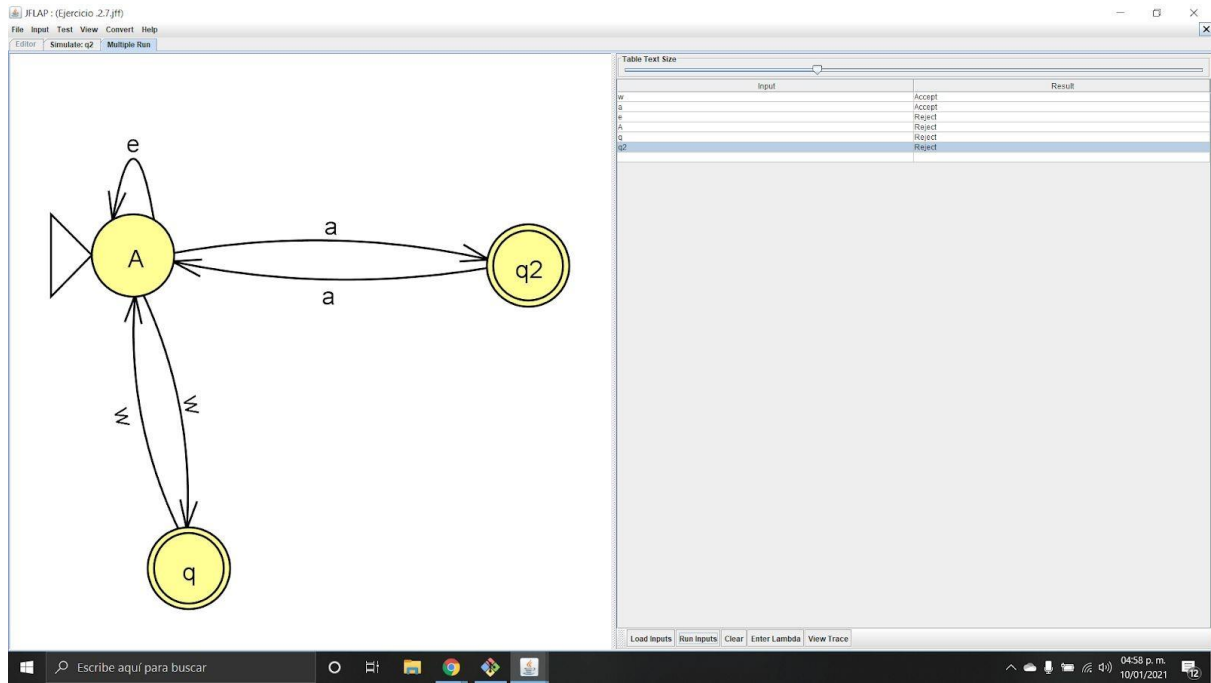 JFLAP : (Ejercicio .2.7.jff)
File Input Test View Convert Help
Editor Simulate: q2 Multiple Run
Table Text Size
Input Result
w Accept
a Accept
e Reject
A Reject
q Reject
q2 Reject
e
a
A
q2
a
w w
q
Load Inputs Run Inputs Clear Enter Lambda View Trace
Escribe aquí para buscar
04:58 p. m.
10/01/2021
12